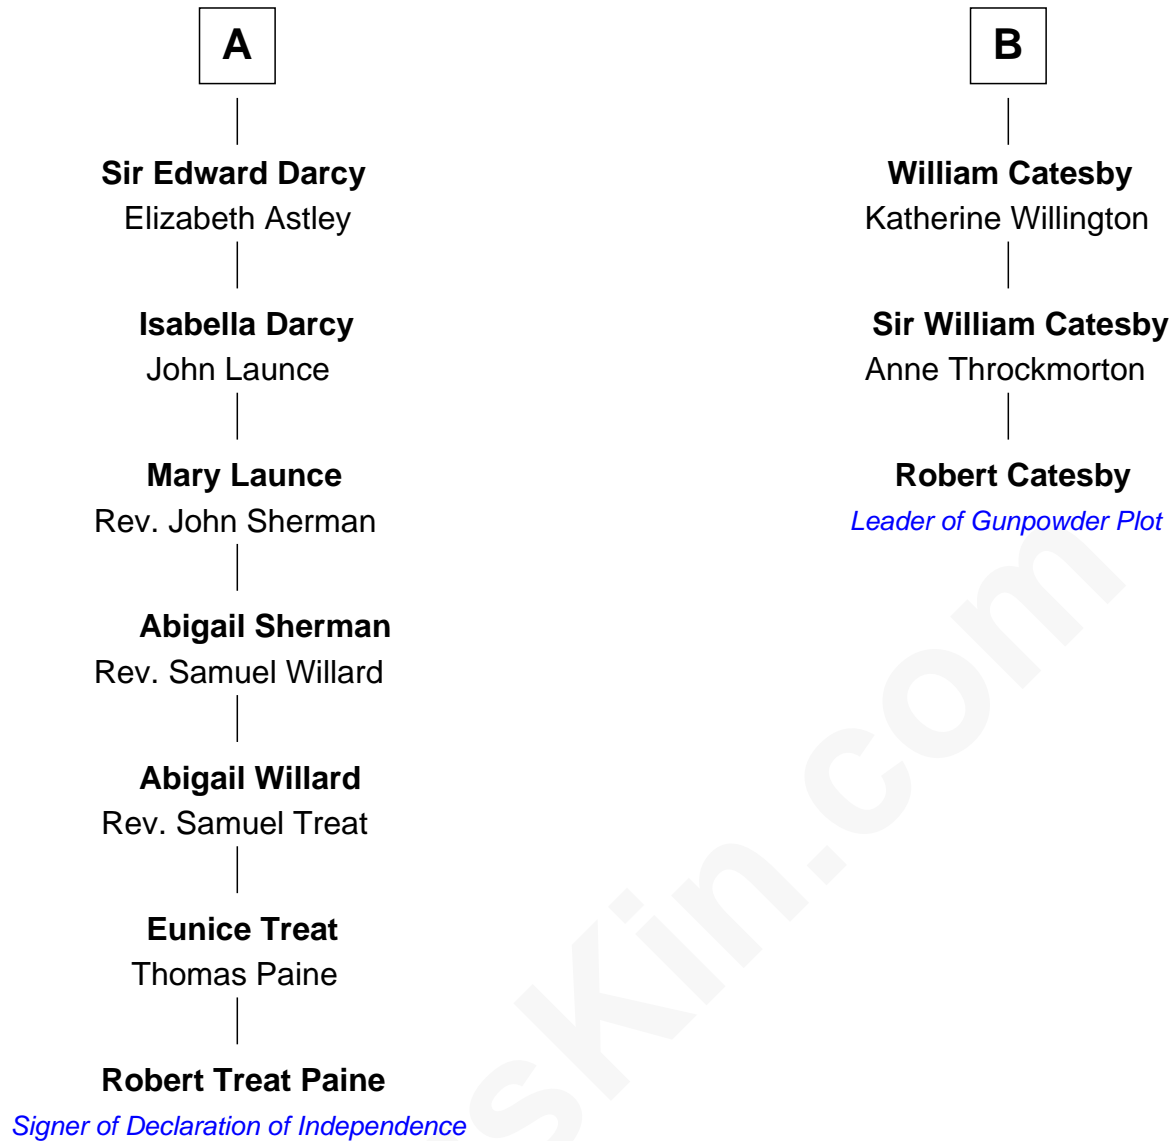 A
Sir Edward Darcy
Elizabeth Astley
Isabella Darcy
John Launce
Mary Launce
Rev. John Sherman
Abigail Sherman
Rev. Samuel Willard
Abigail Willard
Rev. Samuel Treat
Eunice Treat
Thomas Paine
Robert Treat Paine
Signer of Declaration of Independence
B
William Catesby
Katherine Willington
Sir William Catesby
Anne Throckmorton
Robert Catesby
Leader of Gunpowder Plot
sKin.com